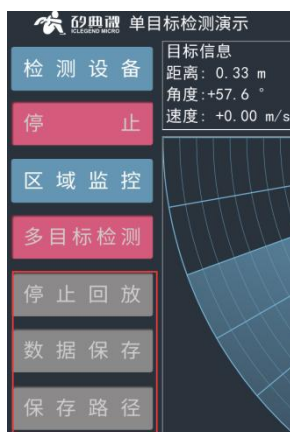 矽典微 单目标检测演示
ICLEGEND MICRO
目标信息
距离: 0.33 m
角度:+57.6 °
速度: +0.00 m/s
检测设备
停止
区域监控
多目标检测
停止回放
数据保存
保存路径